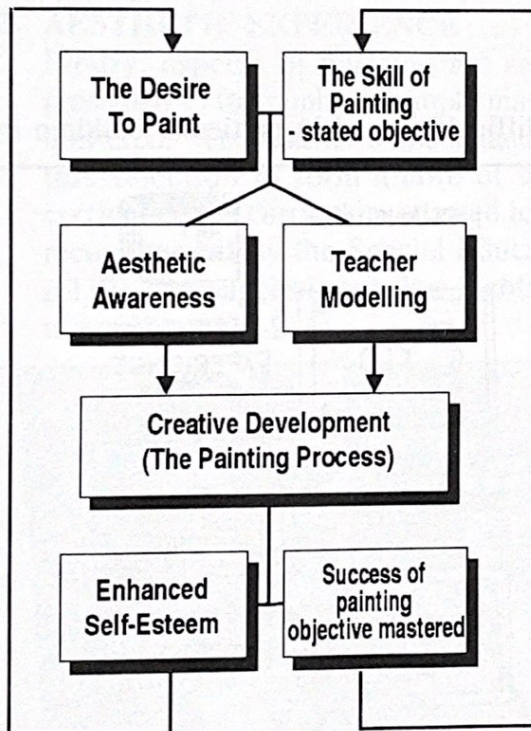 The Desire
To Paint
The Skill of
Painting
- stated objective
Aesthetic
Awareness
Teacher
Modelling
Creative Development
(The Painting Process)
Enhanced
Self-Esteem
Success of
painting
objective mastered